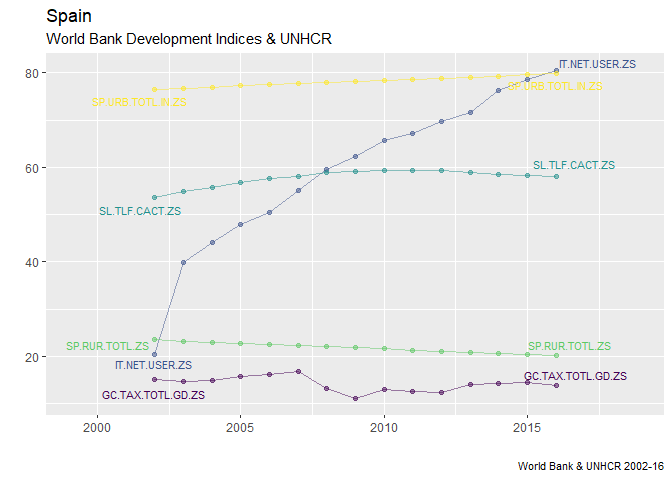 Spain
World Bank Development Indices & UNHCR
80
IT.NET.USER.ZS
SP.URB.TOTL.IN.ZS
SP.URB.TOTL.IN.ZS
60
SL.TLF.CACT.ZS
SL.TLF.CACT.ZS
40
SP.RUR.TOTL.ZS
SP.RUR.TOTL.ZS
20
IT.NET.USER.ZS
GC.TAX.TOTL.GD.ZS
GC.TAX.TOTL.GD.ZS
2000 2005 2010 2015
World Bank & UNHCR 2002-16